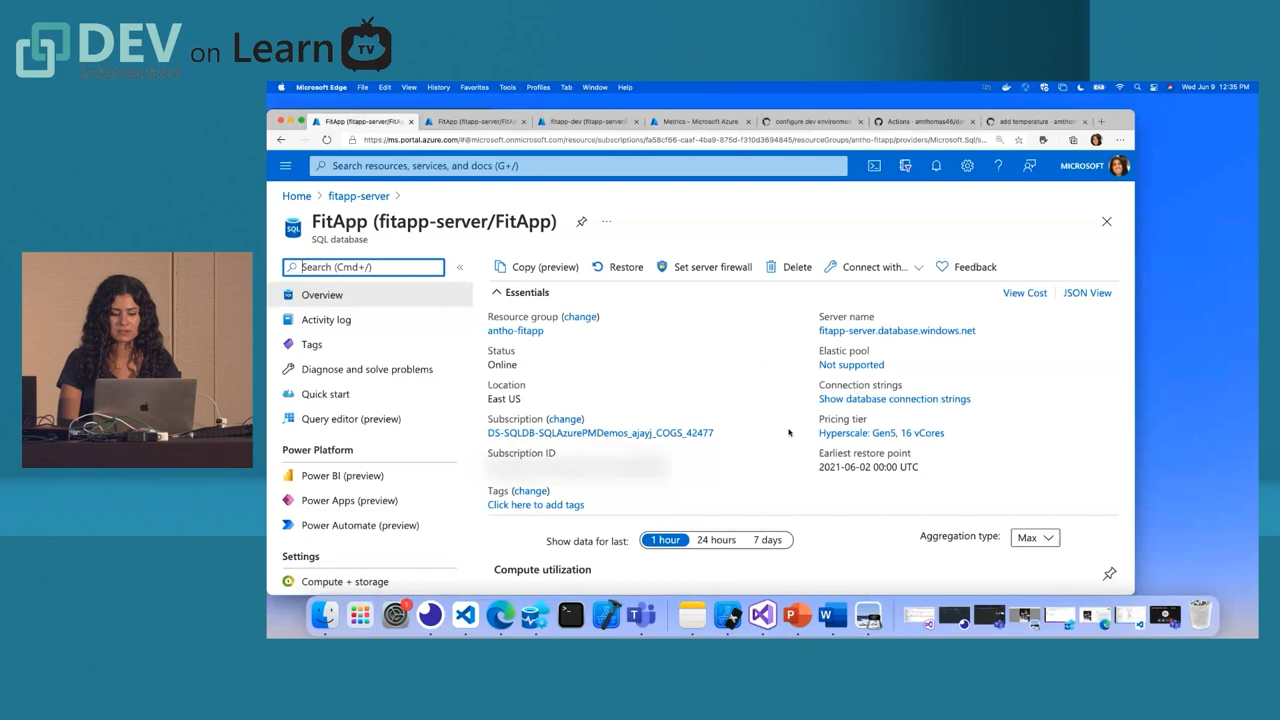 DEV on Learn TV
intersection
Microsoft Edge File Edit View History Favorites Tools Profiles Tab Window Help
Wed Jun 9 12:35 PM
FitApp (fitapp-server/FitA
FitApp (fitapp-server/FitAp
fitapp-dev (fitapp-server/
Metrics - Microsoft Azure
configure dev environmen
Actions · amthomas46/da
add temperature · amthom
Home > fitapp-server >
Search resources, services, and docs (G+/)
MICROSOFT
FitApp (fitapp-server/FitApp)
SQL database
Search (Cmd+/)
Copy (preview) Restore Set server firewall Delete Connect with... Feedback
Overview
Activity log
Tags
Diagnose and solve problems
Quick start
Query editor (preview)
Power Platform
Power BI (preview)
Power Apps (preview)
Power Automate (preview)
Settings
Compute + storage
Essentials
View Cost JSON View
Resource group (change)
antho-fitapp
Status
Online
Location
East US
Subscription (change)
DS-SQLDB-SQLAzurePMDemos_ajayj_COGS_42477
Subscription ID
Tags (change)
Click here to add tags
Server name
fitapp-server.database.windows.net
Elastic pool
Not supported
Connection strings
Show database connection strings
Pricing tier
Hyperscale: Gen5, 16 vCores
Earliest restore point
2021-06-02 00:00 UTC
Show data for last: 1 hour 24 hours 7 days
Aggregation type: Max
Compute utilization